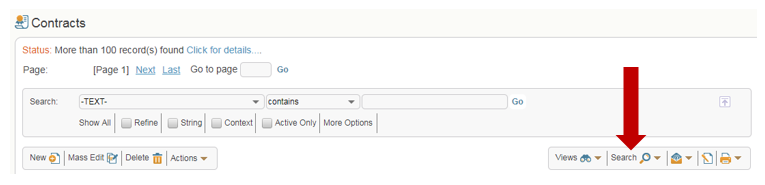 Contracts
Status: More than 100 record(s) found Click for details....
Page: [Page 1] Next Last Go to page Go
Search: -TEXT- contains Go
Show All Refine String Context Active Only More Options
New Mass Edit Delete Actions Views Search